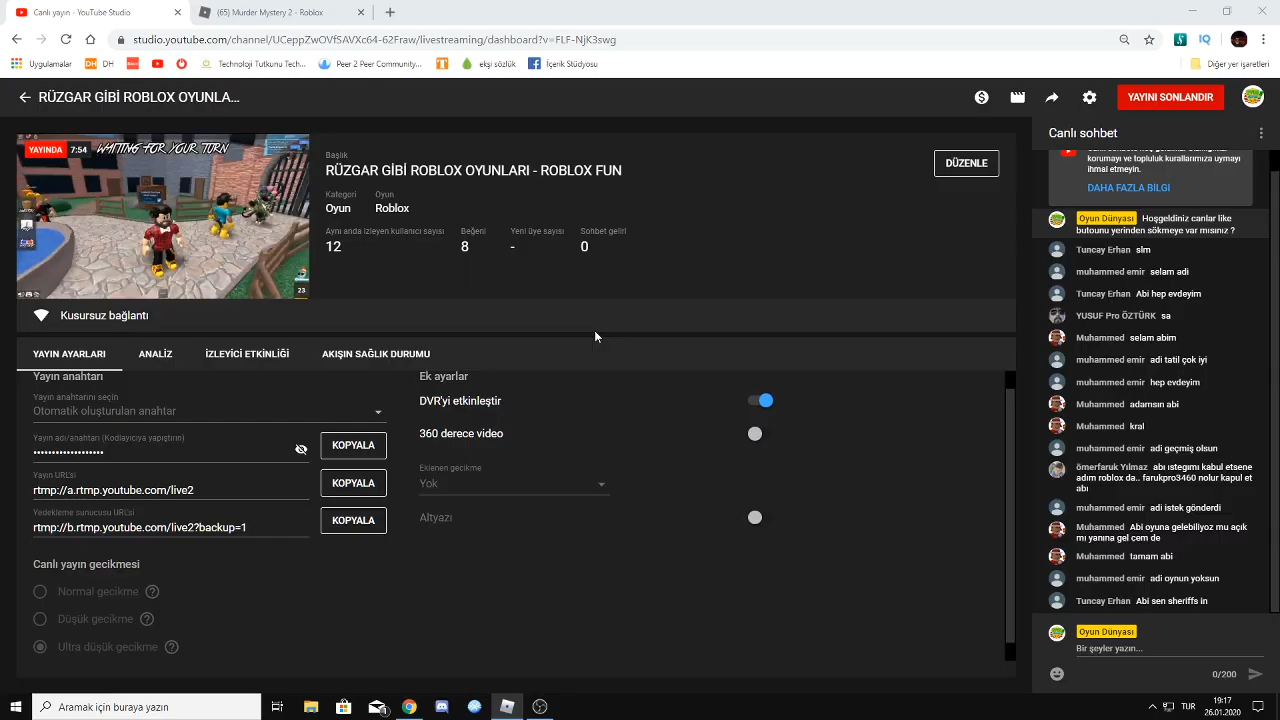 Canlı yayın - YouTube Studio
(65) Murder Mystery 2 - Roblox
studio.youtube.com/channel/UCeppZwOVfSAVXc64-62Fraw/livestreaming/dashboard?v=FLF-NjK3swg
Uygulamalar
DH
Technoloji Tutkunu Tech...
Peer 2 Peer Community...
ekşi sözlük
İçerik Stüdyosu
Diğer yer işaretleri
RÜZGAR GİBİ ROBLOX OYUNLA...
YAYINI SONLANDIR
YAYINDA 7:54
WAITING FOR YOUR TURN
23
Başlık
RÜZGAR GİBİ ROBLOX OYUNLARI - ROBLOX FUN
DÜZENLE
Kategori
Oyun
Oyun
Roblox
Aynı anda izleyen kullanıcı sayısı
12
Beğeni
8
Yeni üye sayısı
-
Sohbet geliri
0
Kusursuz bağlantı
YAYIN AYARLARI
ANALİZ
İZLEYİCİ ETKİNLİĞİ
AKIŞIN SAĞLIK DURUMU
Yayın anahtarı
Yayın anahtarını seçin
Otomatik oluşturulan anahtar
Yayın adı/anahtarı (Kodlayıcıya yapıştırın)
KOPYALA
Yayın URL'si
rtmp://a.rtmp.youtube.com/live2
KOPYALA
Yedekleme sunucusu URL'si
rtmp://b.rtmp.youtube.com/live2?backup=1
KOPYALA
Canlı yayın gecikmesi
Normal gecikme
Düşük gecikme
Ultra düşük gecikme
Ek ayarlar
DVR'yi etkinleştir
360 derece video
Eklenen gecikme
Yok
Altyazı
Canlı sohbet
korumayı ve topluluk kurallarımıza uymayı
ihmal etmeyin.
DAHA FAZLA BİLGİ
Oyun Dünyası Hoşgeldiniz canlar like
butounu yerinden sökmeye var mısınız ?
Tuncay Erhan slm
muhammed emir selam adi
Tuncay Erhan Abi hep evdeyim
YUSUF Pro ÖZTÜRK sa
Muhammed selam abim
muhammed emir adi tatil çok iyi
muhammed emir hep evdeyim
Muhammed adamsın abi
Muhammed kral
muhammed emir adi geçmiş olsun
ömerfaruk Yılmaz abı ıstegımı kabul etsene
adım roblox da.. farukpro3460 nolur kapul et
abı
muhammed emir adi istek gönderdi
Muhammed Abi oyuna gelebiliyoz mu açık
mı yanına gel cem de
Muhammed tamam abi
muhammed emir adi oynun yoksun
Tuncay Erhan Abi sen sheriffs in
Oyun Dünyası
Bir şeyler yazın...
0/200
Aramak için buraya yazın
TUR
19:17
26.01.2020